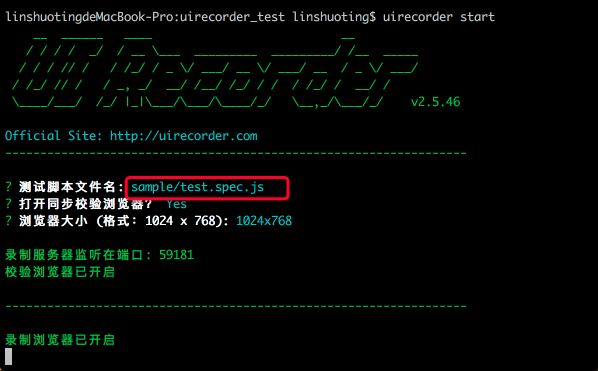 linshuotingdeMacBook-Pro:uirecorder_test linshuoting$ uirecorder start
UIRecorder v2.5.46
Official Site: http://uirecorder.com
------------------------------------------------------------------
? 测试脚本文件名: sample/test.spec.js
? 打开同步校验浏览器? Yes
? 浏览器大小 (格式: 1024 x 768): 1024x768
录制服务器监听在端口: 59181
校验浏览器已开启
------------------------------------------------------------------
录制浏览器已开启